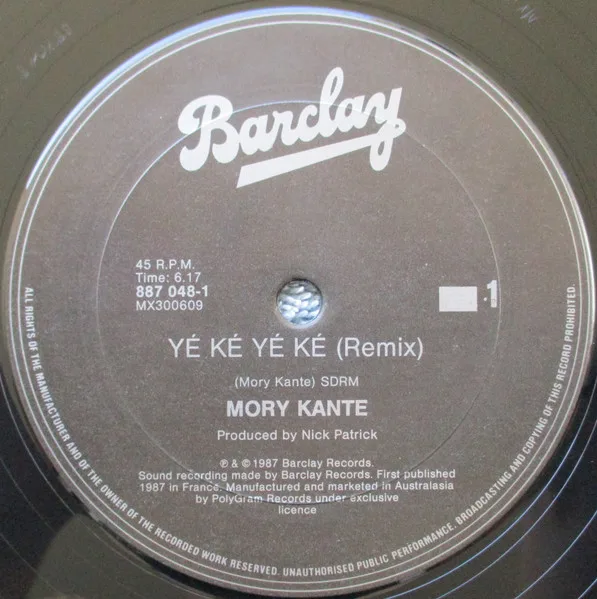 Barclay
45 R.P.M.
Time: 6.17
887 048-1
MX300609
.1
YÉ KÉ YÉ KÉ (Remix)
(Mory Kante) SDRM
MORY KANTE
Produced by Nick Patrick
℗ & © 1987 Barclay Records.
Sound recording made by Barclay Records. First published
1987 in France. Manufactured and marketed in Australasia
by PolyGram Records under exclusive
licence
ALL RIGHTS OF THE MANUFACTURER AND OF THE OWNER OF THE RECORDED WORK RESERVED. UNAUTHORISED PUBLIC PERFORMANCE, BROADCASTING AND COPYING OF THIS RECORD PROHIBITED.